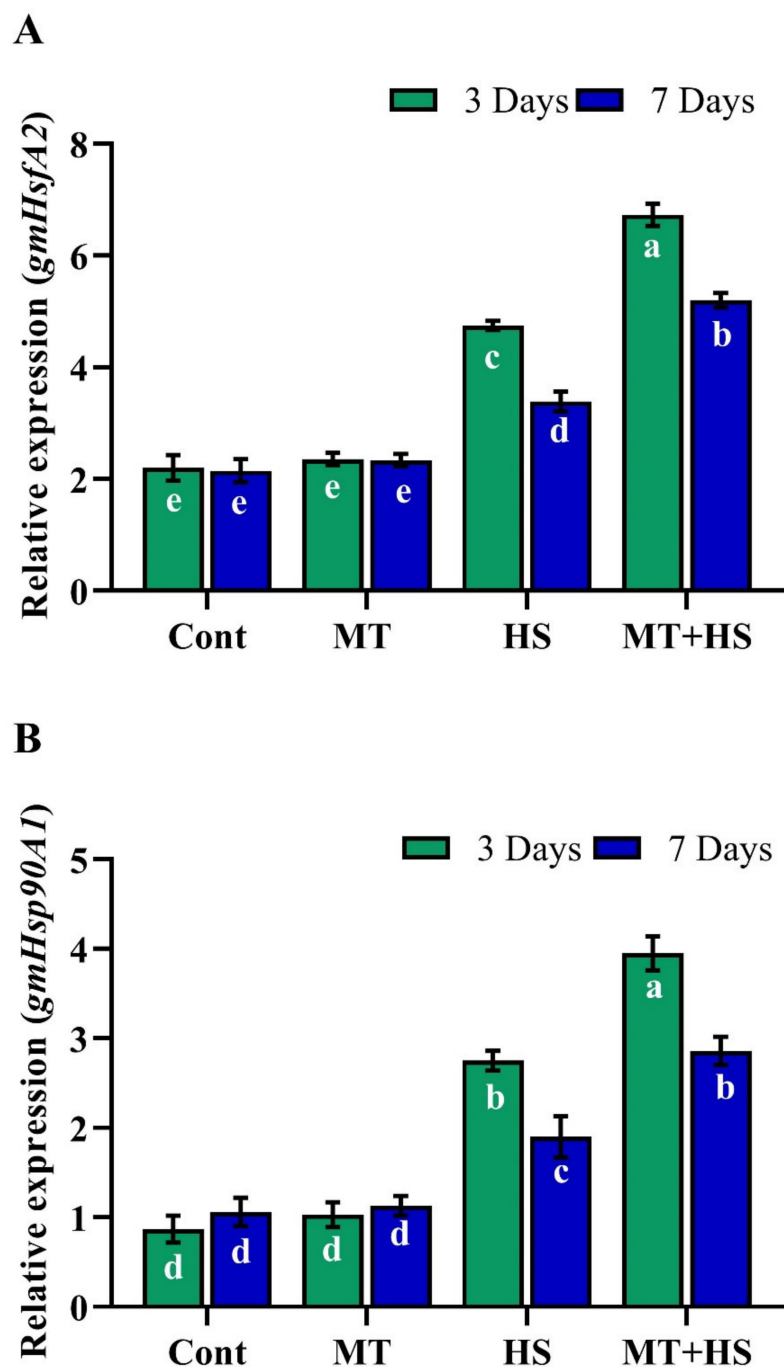 A
3 Days 7 Days
Relative expression (gmHsfA2)
8
6
4
2
0
a
b
c
d
e e e e
Cont MT HS MT+HS
B
3 Days 7 Days
Relative expression (gmHsp90A1)
5
4
3
2
1
0
a
b b
c
d d d d
Cont MT HS MT+HS